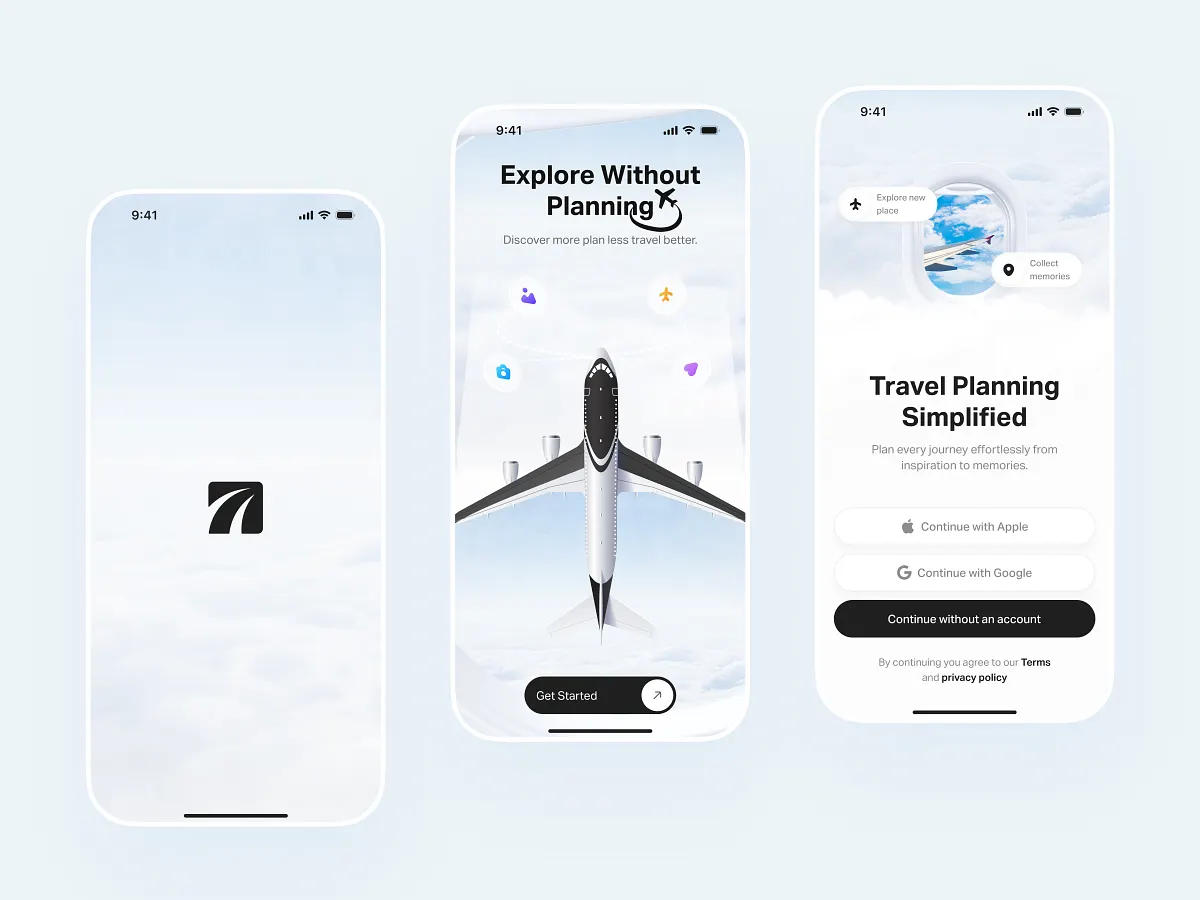 9:41
9:41
Explore Without
Planning
Discover more plan less travel better.
Get Started
9:41
Explore new
place
Collect
memories
Travel Planning
Simplified
Plan every journey effortlessly from
inspiration to memories.
Continue with Apple
Continue with Google
Continue without an account
By continuing you agree to our Terms
and privacy policy